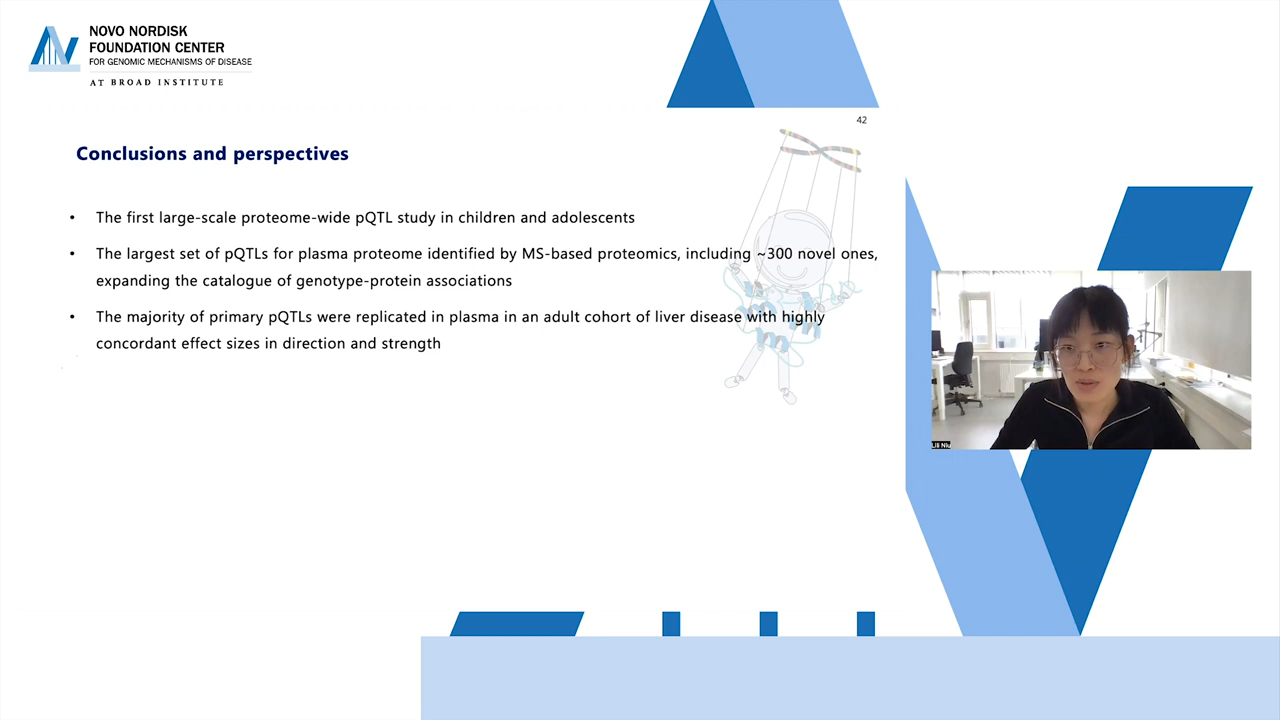 NOVO NORDISK
FOUNDATION CENTER
FOR GENOMIC MECHANISMS OF DISEASE
AT BROAD INSTITUTE
42
Conclusions and perspectives
• The first large-scale proteome-wide pQTL study in children and adolescents
• The largest set of pQTLs for plasma proteome identified by MS-based proteomics, including ~300 novel ones,
expanding the catalogue of genotype-protein associations
• The majority of primary pQTLs were replicated in plasma in an adult cohort of liver disease with highly
concordant effect sizes in direction and strength
Lili Niu